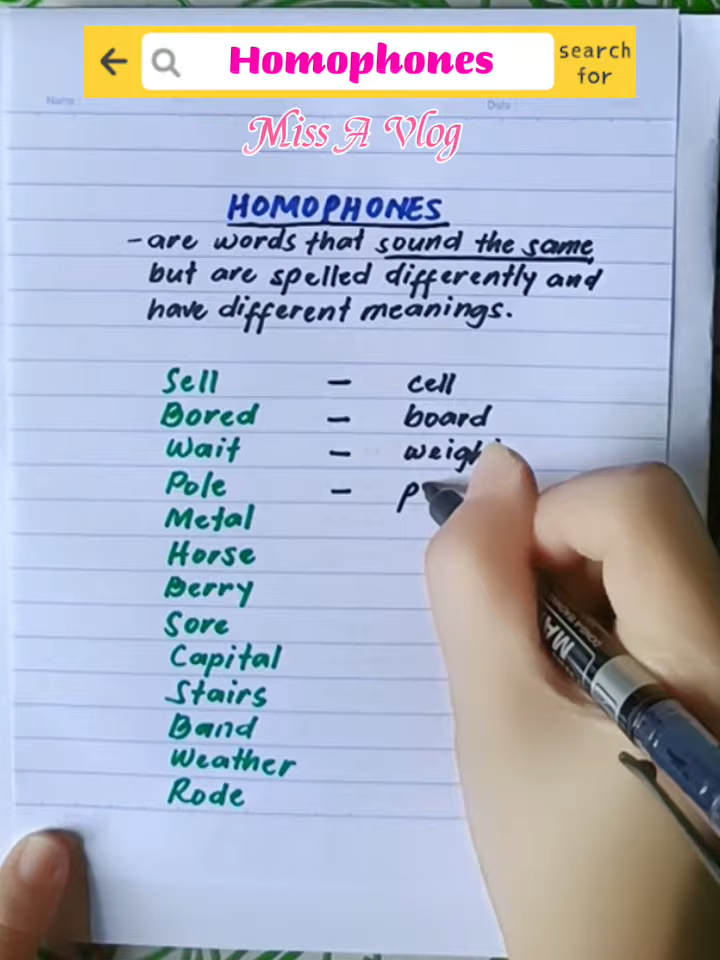 Homophones
search
for
Name :
Date :
Miss A Vlog
HOMOPHONES
- are words that sound the same
but are spelled differently and
have different meanings.
Sell - cell
Bored - board
Wait -
Pole - p
Metal
Horse
Berry
Sore
Capital
Stairs
Band
Weather
Rode
MA